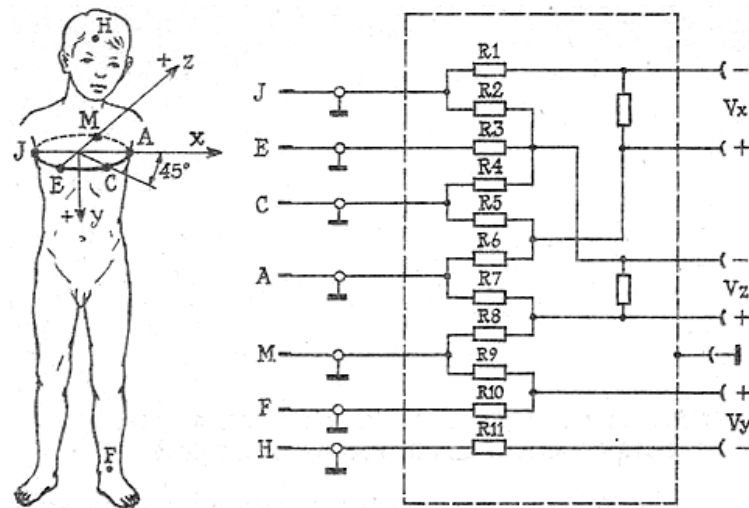 H
+ z
M
J
A
x
E
C
45°
+ y
F
J
E
C
A
M
F
H
R1
R2
R3
R4
R5
R6
R7
R8
R9
R10
R11
−
Vx
+
−
Vz
+
+
Vy
−